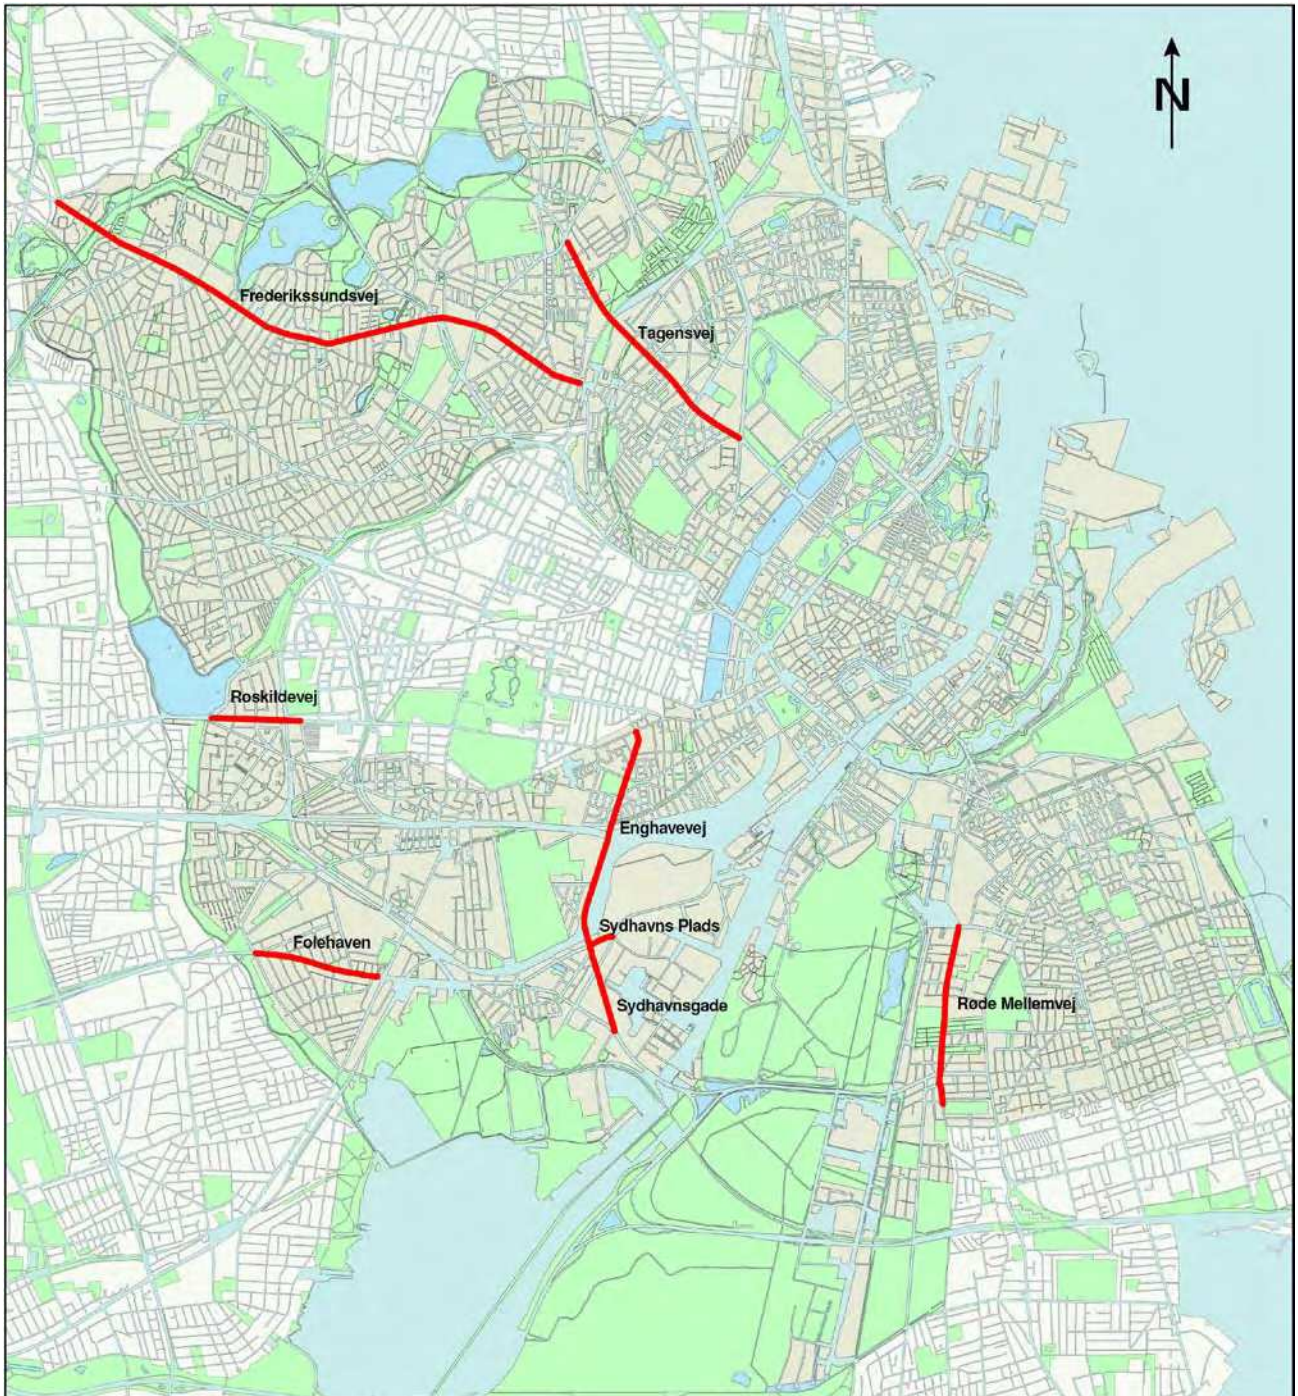 N
Frederikssundsvej
Tagensvej
Roskildevej
Enghavevej
Sydhavns Plads
Folehaven
Sydhavnsgade
Røde Mellemvej